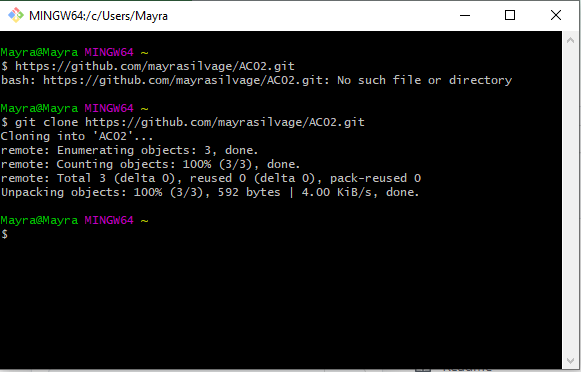 MINGW64:/c/Users/Mayra
Mayra@Mayra MINGW64 ~
$ https://github.com/mayrasilvage/AC02.git
bash: https://github.com/mayrasilvage/AC02.git: No such file or directory
Mayra@Mayra MINGW64 ~
$ git clone https://github.com/mayrasilvage/AC02.git
Cloning into 'AC02'...
remote: Enumerating objects: 3, done.
remote: Counting objects: 100% (3/3), done.
remote: Total 3 (delta 0), reused 0 (delta 0), pack-reused 0
Unpacking objects: 100% (3/3), 592 bytes | 4.00 KiB/s, done.
Mayra@Mayra MINGW64 ~
$